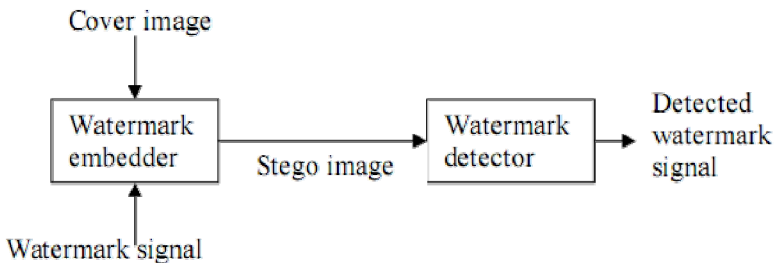 Cover image
Watermark
embedder
Stego image
Watermark
detector
Detected
watermark
signal
Watermark signal